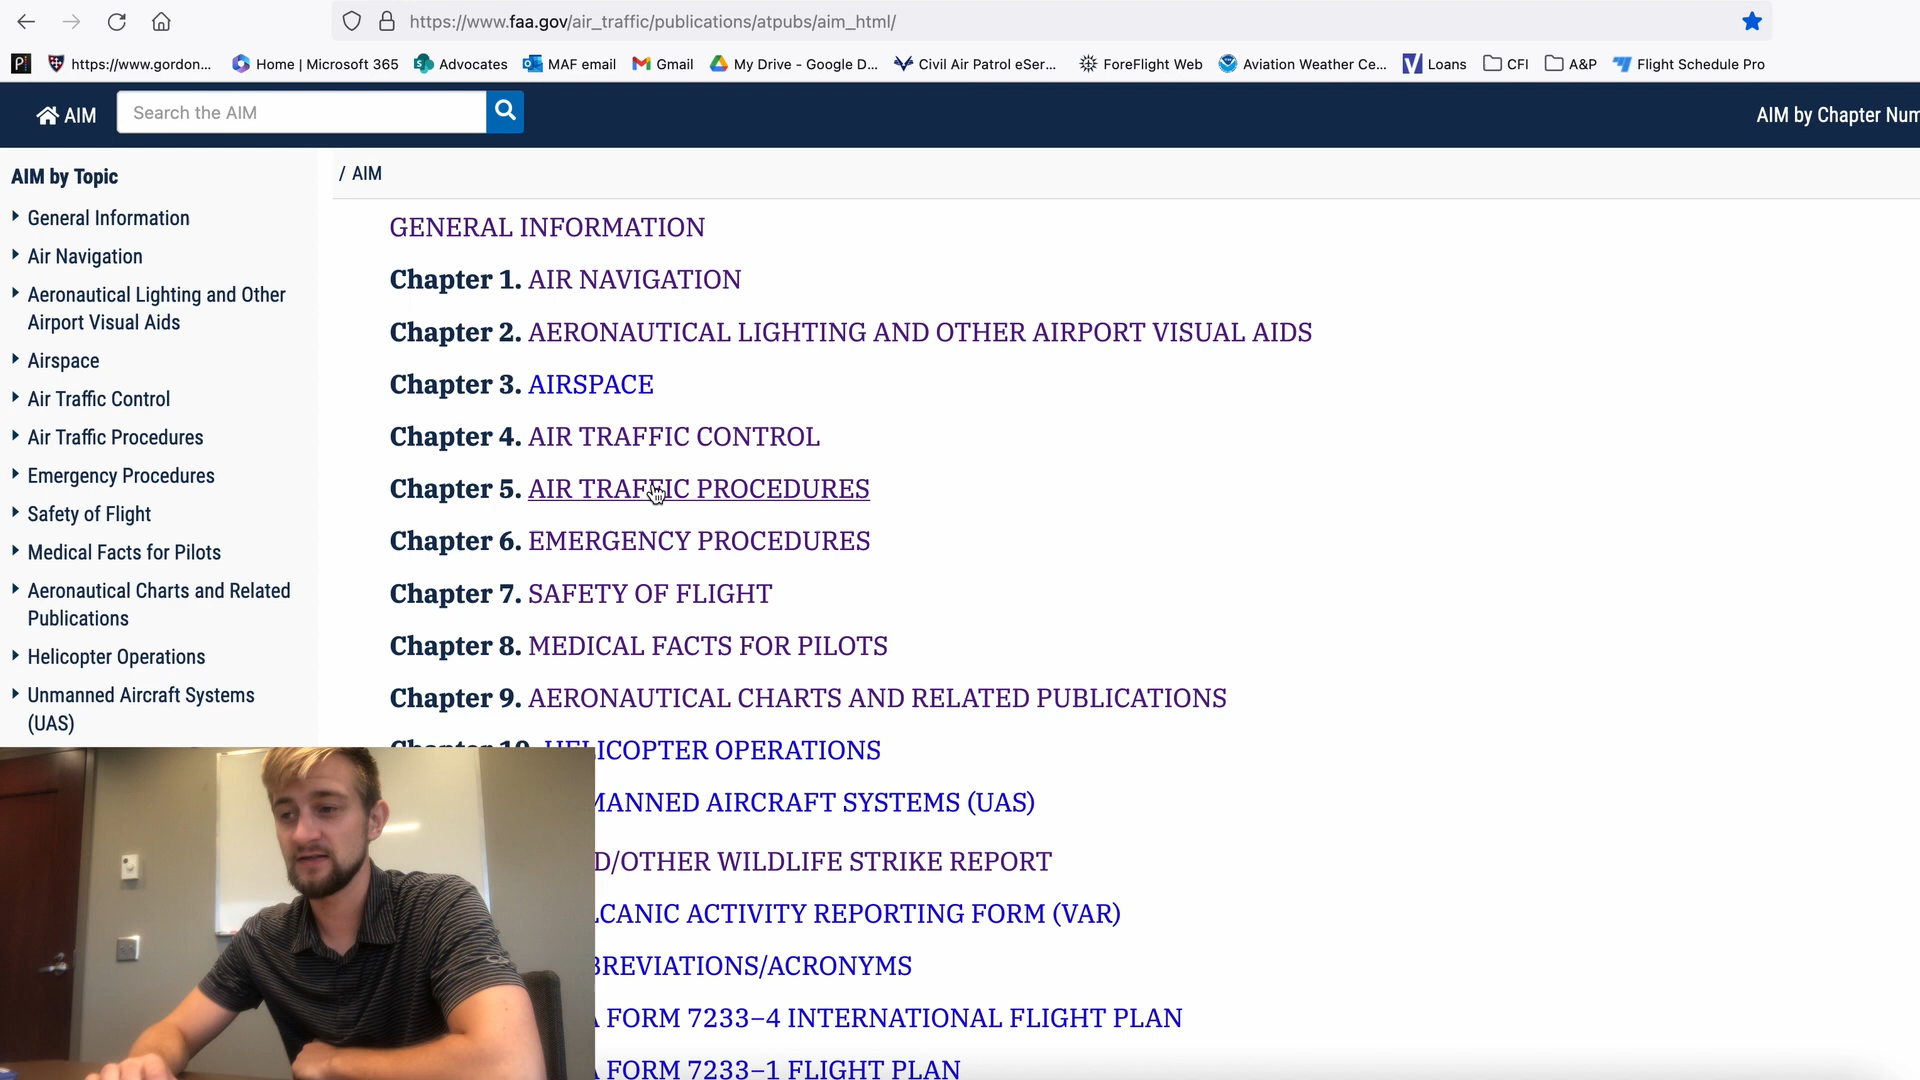 https://www.faa.gov/air_traffic/publications/atpubs/aim_html/
https://www.gordon... Home | Microsoft 365 Advocates MAF email Gmail My Drive - Google D... Civil Air Patrol eSer... ForeFlight Web Aviation Weather Ce... Loans CFI A&P Flight Schedule Pro
AIM Search the AIM AIM by Chapter Num
AIM by Topic
General Information
Air Navigation
Aeronautical Lighting and Other
Airport Visual Aids
Airspace
Air Traffic Control
Air Traffic Procedures
Emergency Procedures
Safety of Flight
Medical Facts for Pilots
Aeronautical Charts and Related
Publications
Helicopter Operations
Unmanned Aircraft Systems
(UAS)
/ AIM
GENERAL INFORMATION
Chapter 1. AIR NAVIGATION
Chapter 2. AERONAUTICAL LIGHTING AND OTHER AIRPORT VISUAL AIDS
Chapter 3. AIRSPACE
Chapter 4. AIR TRAFFIC CONTROL
Chapter 5. AIR TRAFFIC PROCEDURES
Chapter 6. EMERGENCY PROCEDURES
Chapter 7. SAFETY OF FLIGHT
Chapter 8. MEDICAL FACTS FOR PILOTS
Chapter 9. AERONAUTICAL CHARTS AND RELATED PUBLICATIONS
Chapter 10. HELICOPTER OPERATIONS
MANNED AIRCRAFT SYSTEMS (UAS)
D/OTHER WILDLIFE STRIKE REPORT
LCANIC ACTIVITY REPORTING FORM (VAR)
BREVIATIONS/ACRONYMS
FORM 7233–4 INTERNATIONAL FLIGHT PLAN
FORM 7233–1 FLIGHT PLAN